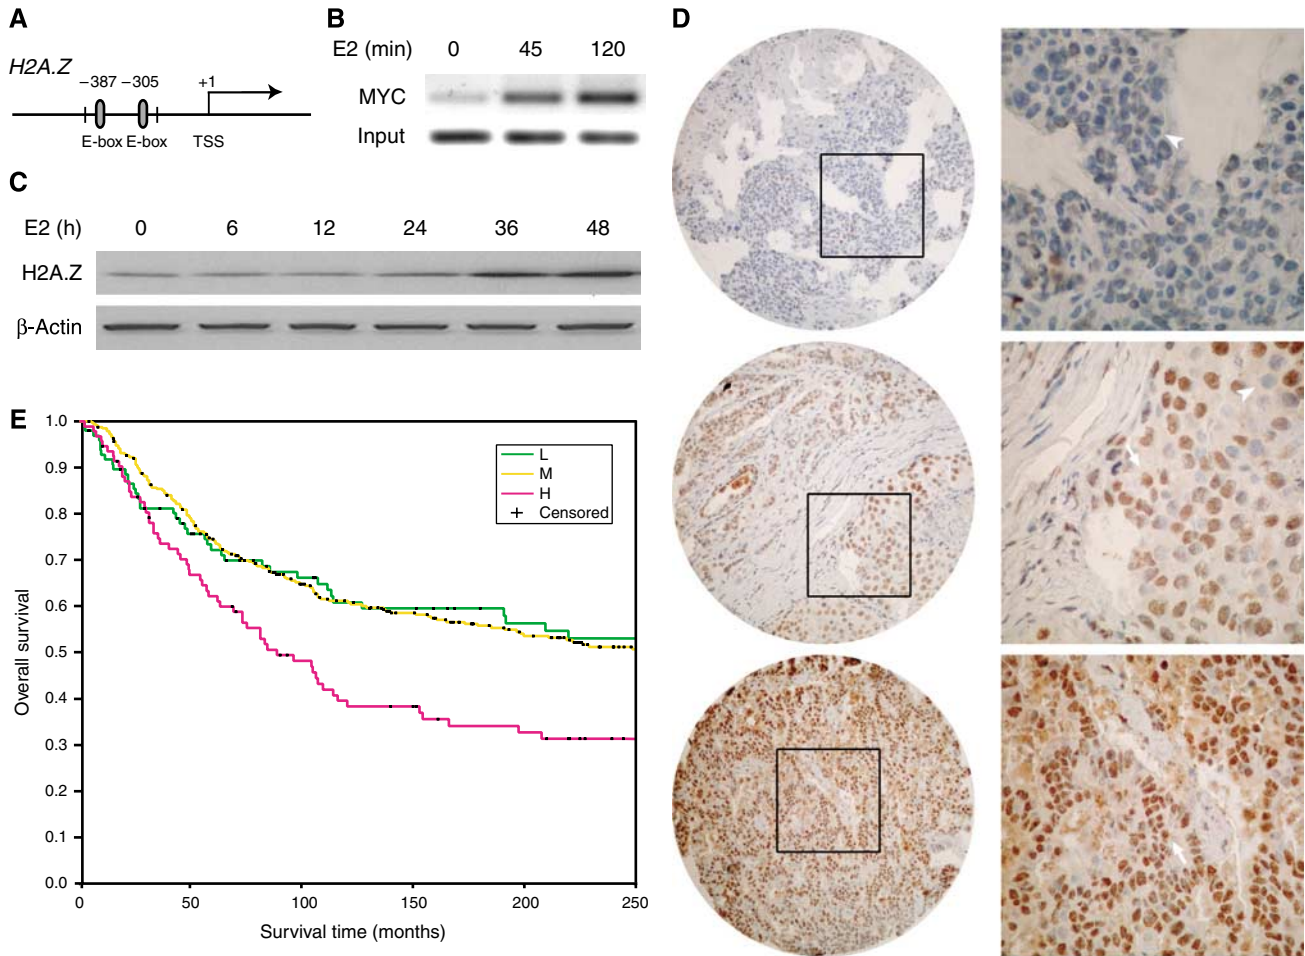 A
H2A.Z
−387 −305 +1
E-box E-box TSS
B
E2 (min) 0 45 120
MYC
Input
C
E2 (h) 0 6 12 24 36 48
H2A.Z
β-Actin
D
E
1.0
0.9
0.8
0.7
0.6
0.5
0.4
0.3
0.2
0.1
0.0
Overall survival
L
M
H
+ Censored
0 50 100 150 200 250
Survival time (months)